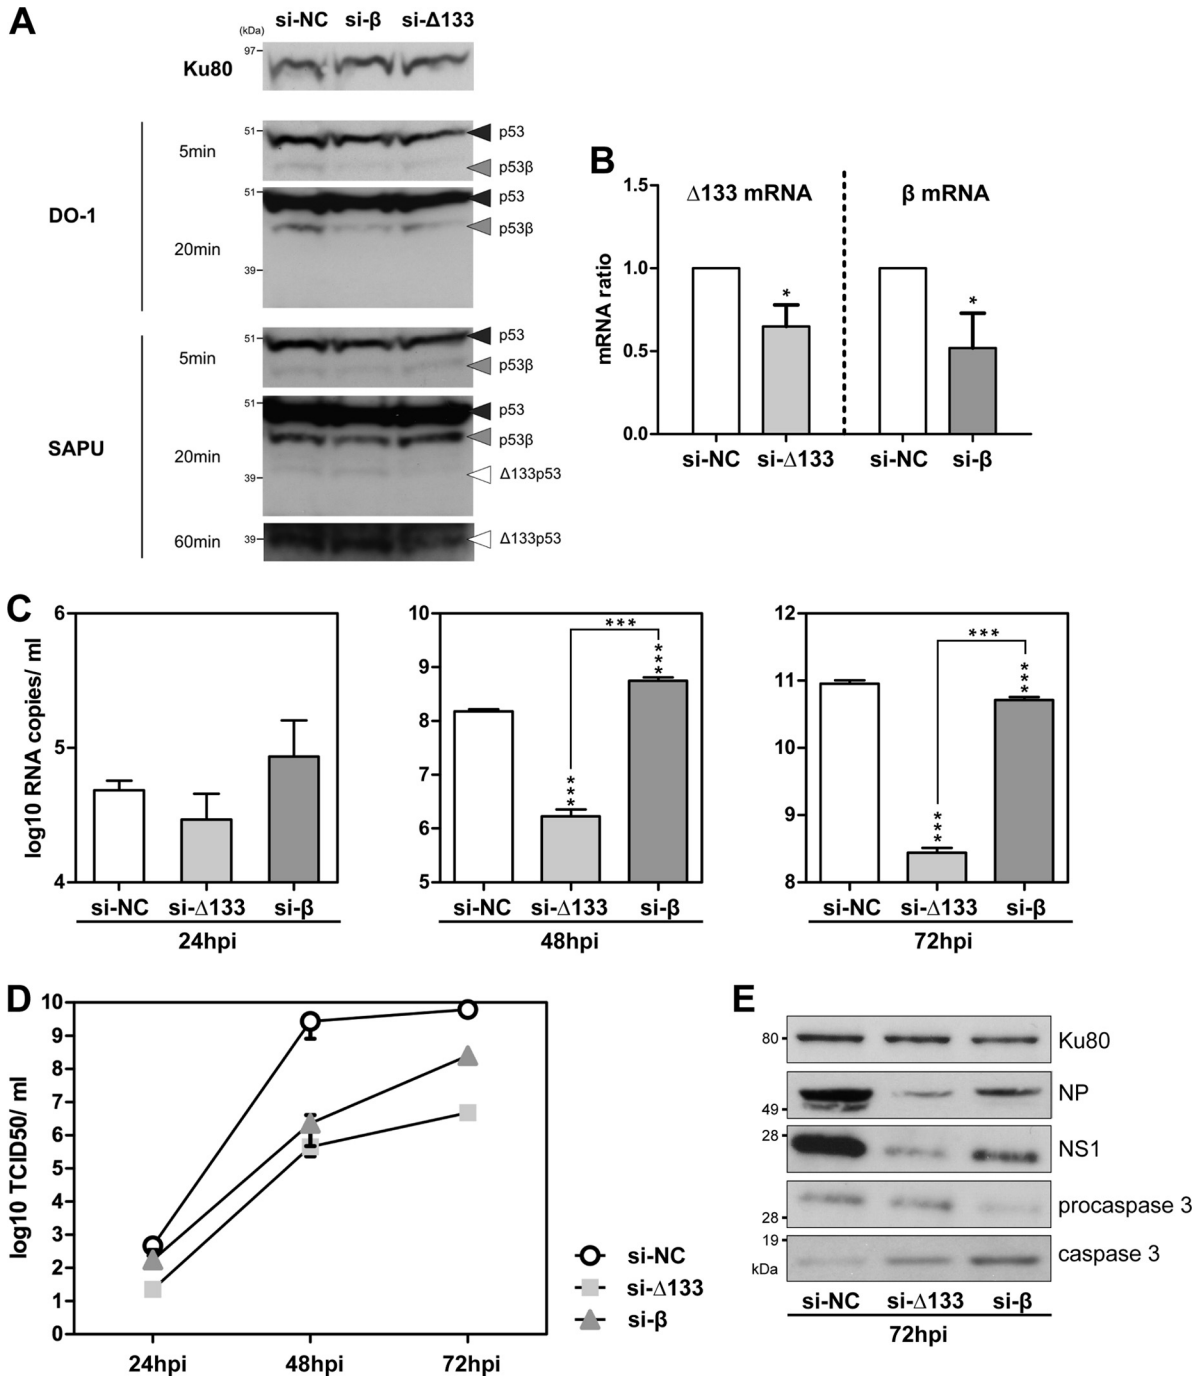 A
si-NC si-β si-Δ133
(kDa)
97
Ku80
DO-1
5min
51
p53
p53β
20min
51
p53
p53β
39
SAPU
5min
51
p53
p53β
20min
51
p53
p53β
39
Δ133p53
60min
39
Δ133p53
B
mRNA ratio
1.5
1.0
0.5
0.0
Δ133 mRNA
β mRNA
*
*
si-NC si-Δ133 si-NC si-β
C
log10 RNA copies/ ml
6
5
4
si-NC si-Δ133 si-β
24hpi
10
9
8
7
6
5
***
***
***
si-NC si-Δ133 si-β
48hpi
12
11
10
9
8
***
***
***
si-NC si-Δ133 si-β
72hpi
D
log10 TCID50/ ml
10
9
8
7
6
5
4
3
2
1
0
24hpi 48hpi 72hpi
si-NC
si-Δ133
si-β
E
80
Ku80
49
NP
28
NS1
28
procaspase 3
19
kDa
caspase 3
si-NC si-Δ133 si-β
72hpi